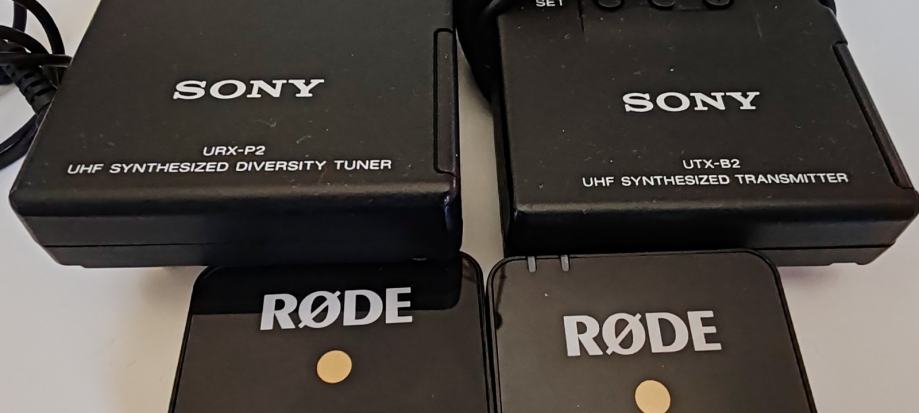 SET
SONY
URX-P2
UHF SYNTHESIZED DIVERSITY TUNER
SONY
UTX-B2
UHF SYNTHESIZED TRANSMITTER
RØDE
RØDE